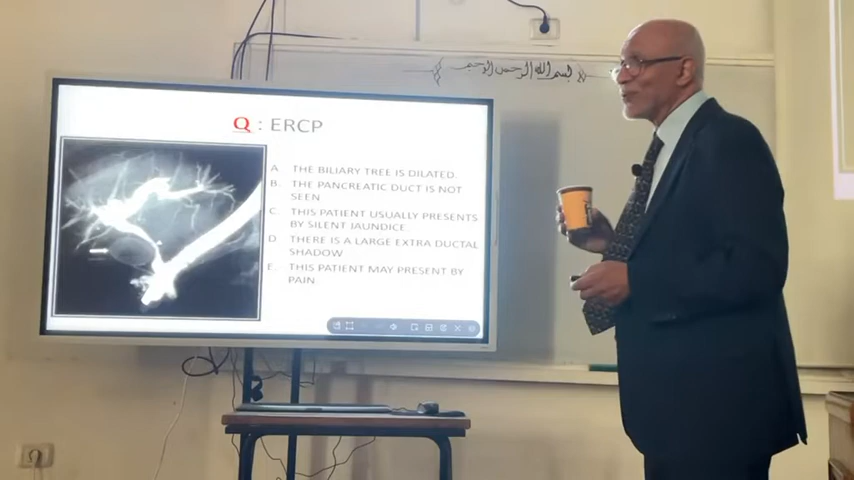 بسم الله الرحمن الرحيم
Q : ERCP
A. THE BILIARY TREE IS DILATED.
B. THE PANCREATIC DUCT IS NOT
SEEN
C. THIS PATIENT USUALLY PRESENTS
BY SILENT JAUNDICE
D. THERE IS A LARGE EXTRA DUCTAL
SHADOW
E. THIS PATIENT MAY PRESENT BY
PAIN